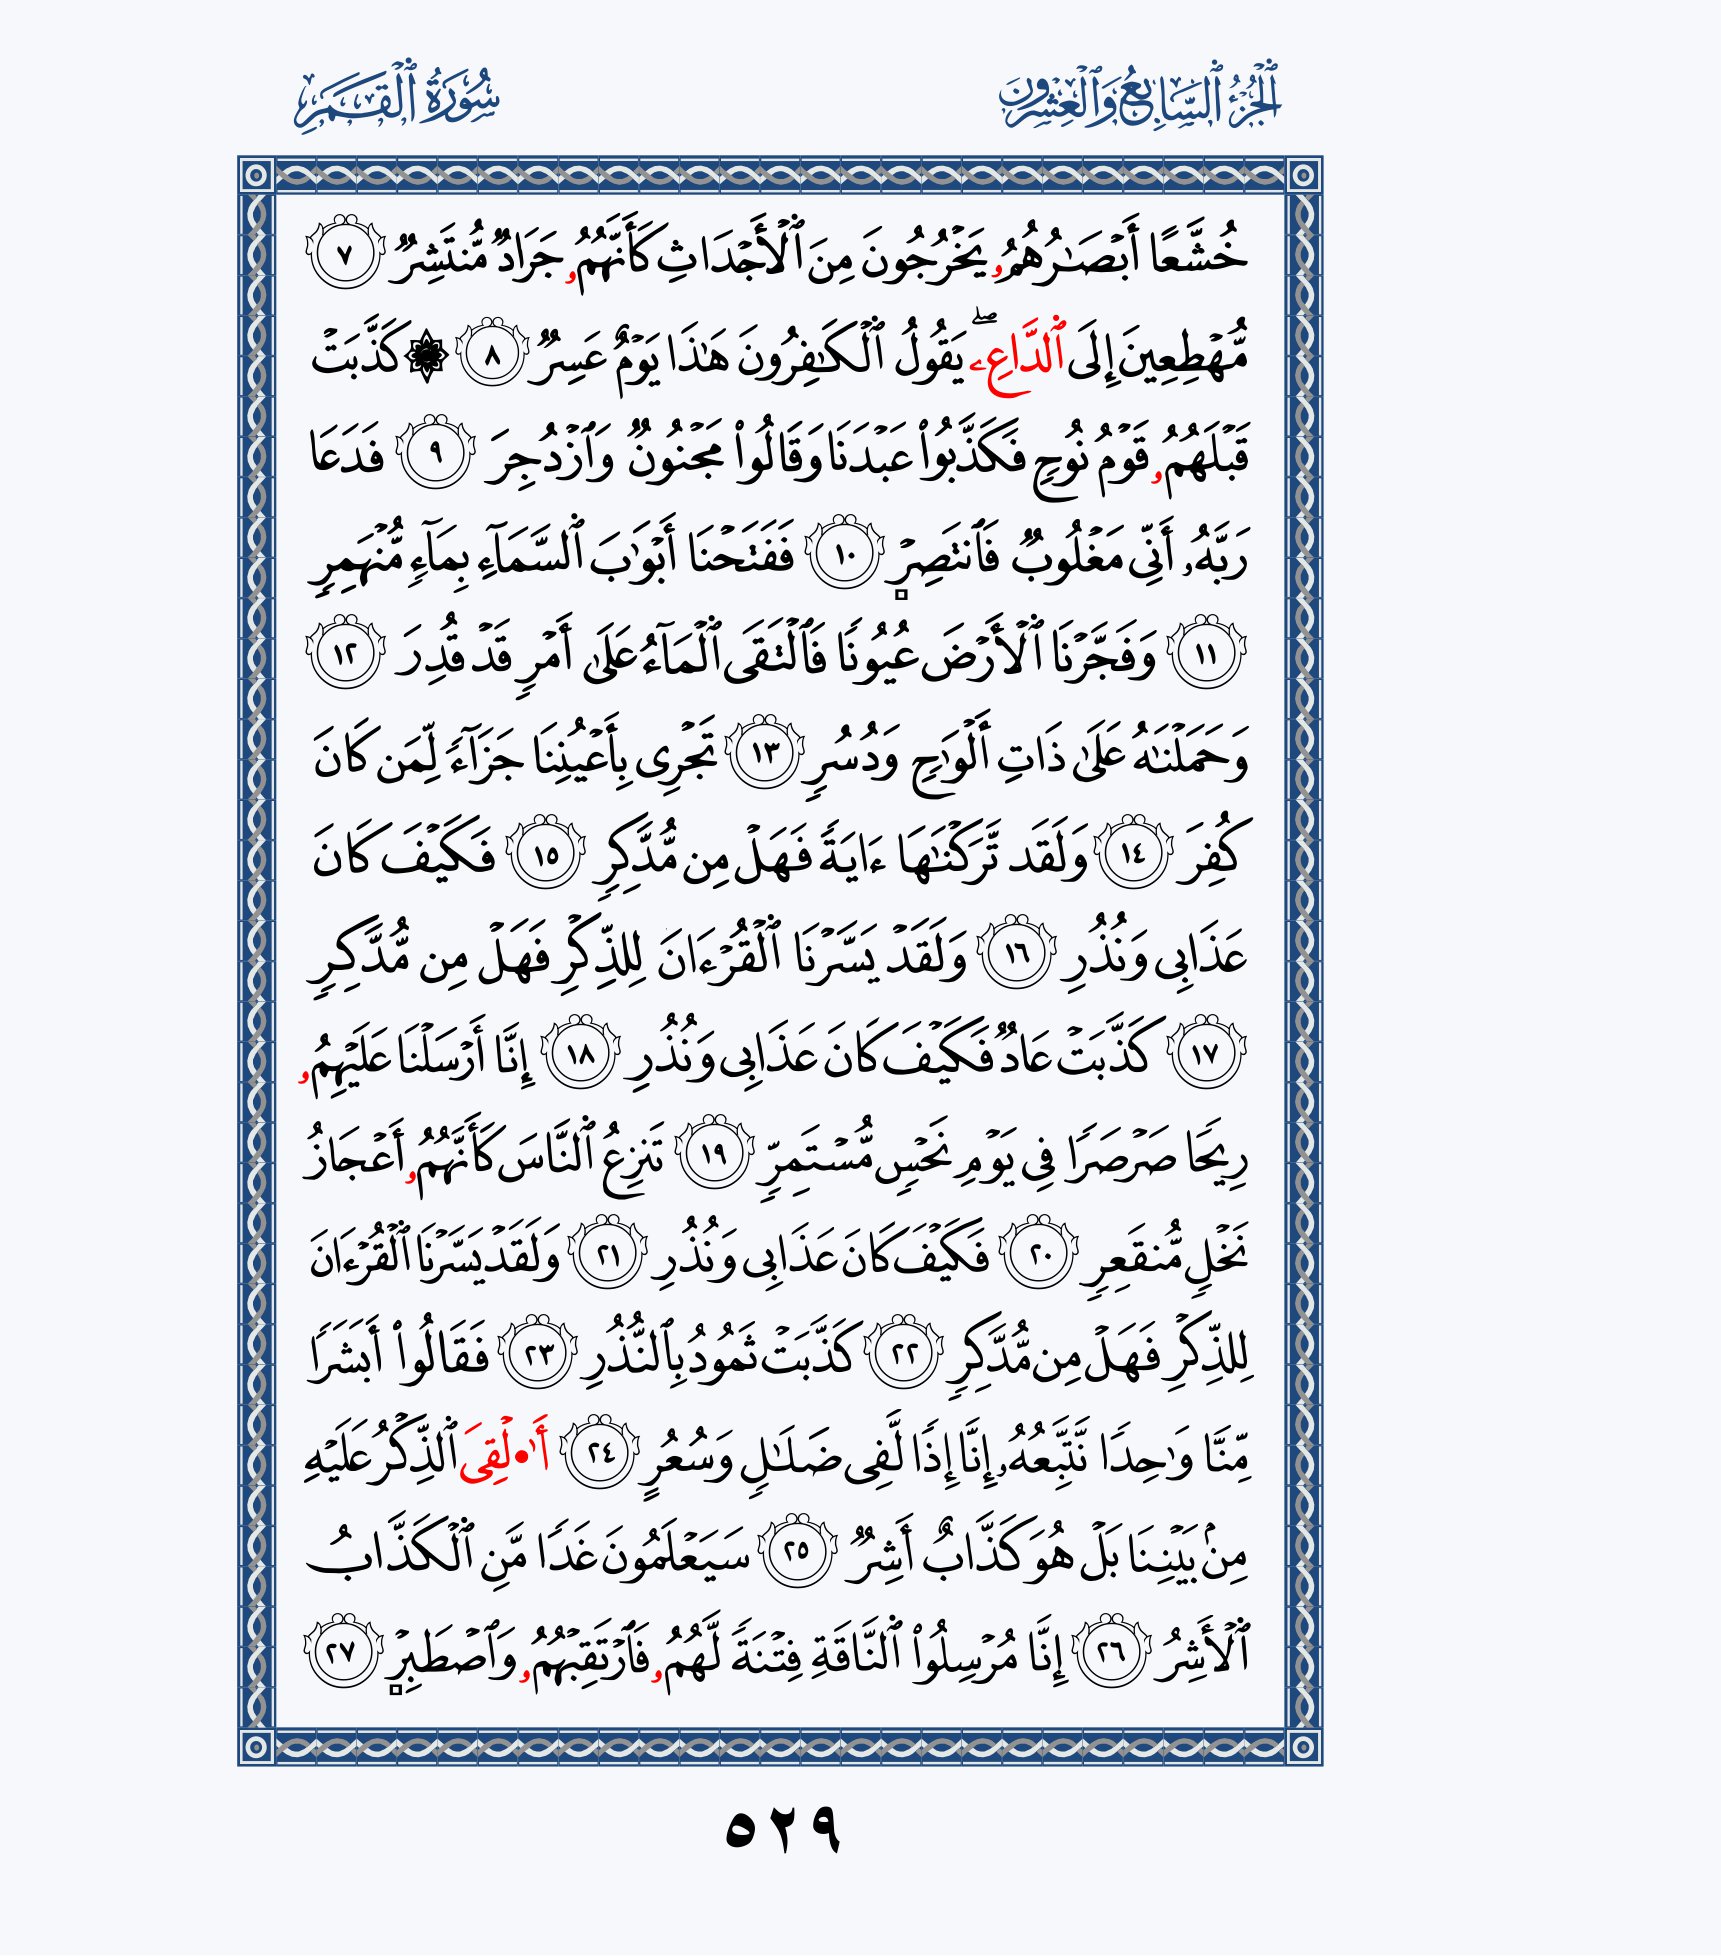 ٱلْجُزْءُ ٱلسَّابِعُ وَٱلْعِشْرُونَ
سُورَةُ ٱلْقَمَرِ
خُشَّعًا أَبْصَـٰرُهُمُۥ يَخْرُجُونَ مِنَ ٱلْأَجْدَاثِ كَأَنَّهُمُۥ جَرَادٌ مُّنتَشِرٌ ٧
مُّهْطِعِينَ إِلَى ٱلدَّاعِۦ ۖ يَقُولُ ٱلْكَـٰفِرُونَ هَـٰذَا يَوْمٌ عَسِرٌ ٨ ۞ كَذَّبَتْ
قَبْلَهُمُۥ قَوْمُ نُوحٍ فَكَذَّبُوا۟ عَبْدَنَا وَقَالُوا۟ مَجْنُونٌ وَٱزْدُجِرَ ٩ فَدَعَا
رَبَّهُۥ أَنِّى مَغْلُوبٌ فَٱنتَصِرْ ١٠ فَفَتَحْنَا أَبْوَٰبَ ٱلسَّمَآءِ بِمَآءٍ مُّنْهَمِرٍ
١١ وَفَجَّرْنَا ٱلْأَرْضَ عُيُونًا فَٱلْتَقَى ٱلْمَآءُ عَلَىٰ أَمْرٍ قَدْ قُدِرَ ١٢
وَحَمَلْنَـٰهُ عَلَىٰ ذَاتِ أَلْوَٰحٍ وَدُسُرٍ ١٣ تَجْرِى بِأَعْيُنِنَا جَزَآءً لِّمَن كَانَ
كُفِرَ ١٤ وَلَقَد تَّرَكْنَـٰهَا ءَايَةً فَهَلْ مِن مُّدَّكِرٍ ١٥ فَكَيْفَ كَانَ
عَذَابِى وَنُذُرِ ١٦ وَلَقَدْ يَسَّرْنَا ٱلْقُرْءَانَ لِلذِّكْرِ فَهَلْ مِن مُّدَّكِرٍ
١٧ كَذَّبَتْ عَادٌ فَكَيْفَ كَانَ عَذَابِى وَنُذُرِ ١٨ إِنَّا أَرْسَلْنَا عَلَيْهِمُۥ
رِيحًا صَرْصَرًا فِى يَوْمِ نَحْسٍ مُّسْتَمِرٍّ ١٩ تَنزِعُ ٱلنَّاسَ كَأَنَّهُمُۥ أَعْجَازُ
نَخْلٍ مُّنقَعِرٍ ٢٠ فَكَيْفَ كَانَ عَذَابِى وَنُذُرِ ٢١ وَلَقَدْ يَسَّرْنَا ٱلْقُرْءَانَ
لِلذِّكْرِ فَهَلْ مِن مُّدَّكِرٍ ٢٢ كَذَّبَتْ ثَمُودُ بِٱلنُّذُرِ ٢٣ فَقَالُوا۟ أَبَشَرًا
مِّنَّا وَٰحِدًا نَّتَّبِعُهُۥ إِنَّا إِذًا لَّفِى ضَلَـٰلٍ وَسُعُرٍ ٢٤ أَٰ•لْقِىَ ٱلذِّكْرُ عَلَيْهِ
مِنۢ بَيْنِنَا بَلْ هُوَ كَذَّابٌ أَشِرٌ ٢٥ سَيَعْلَمُونَ غَدًا مَّنِ ٱلْكَذَّابُ
ٱلْأَشِرُ ٢٦ إِنَّا مُرْسِلُوا۟ ٱلنَّاقَةِ فِتْنَةً لَّهُمُۥ فَٱرْتَقِبْهُمُۥ وَٱصْطَبِرْ ٢٧
٥٢٩